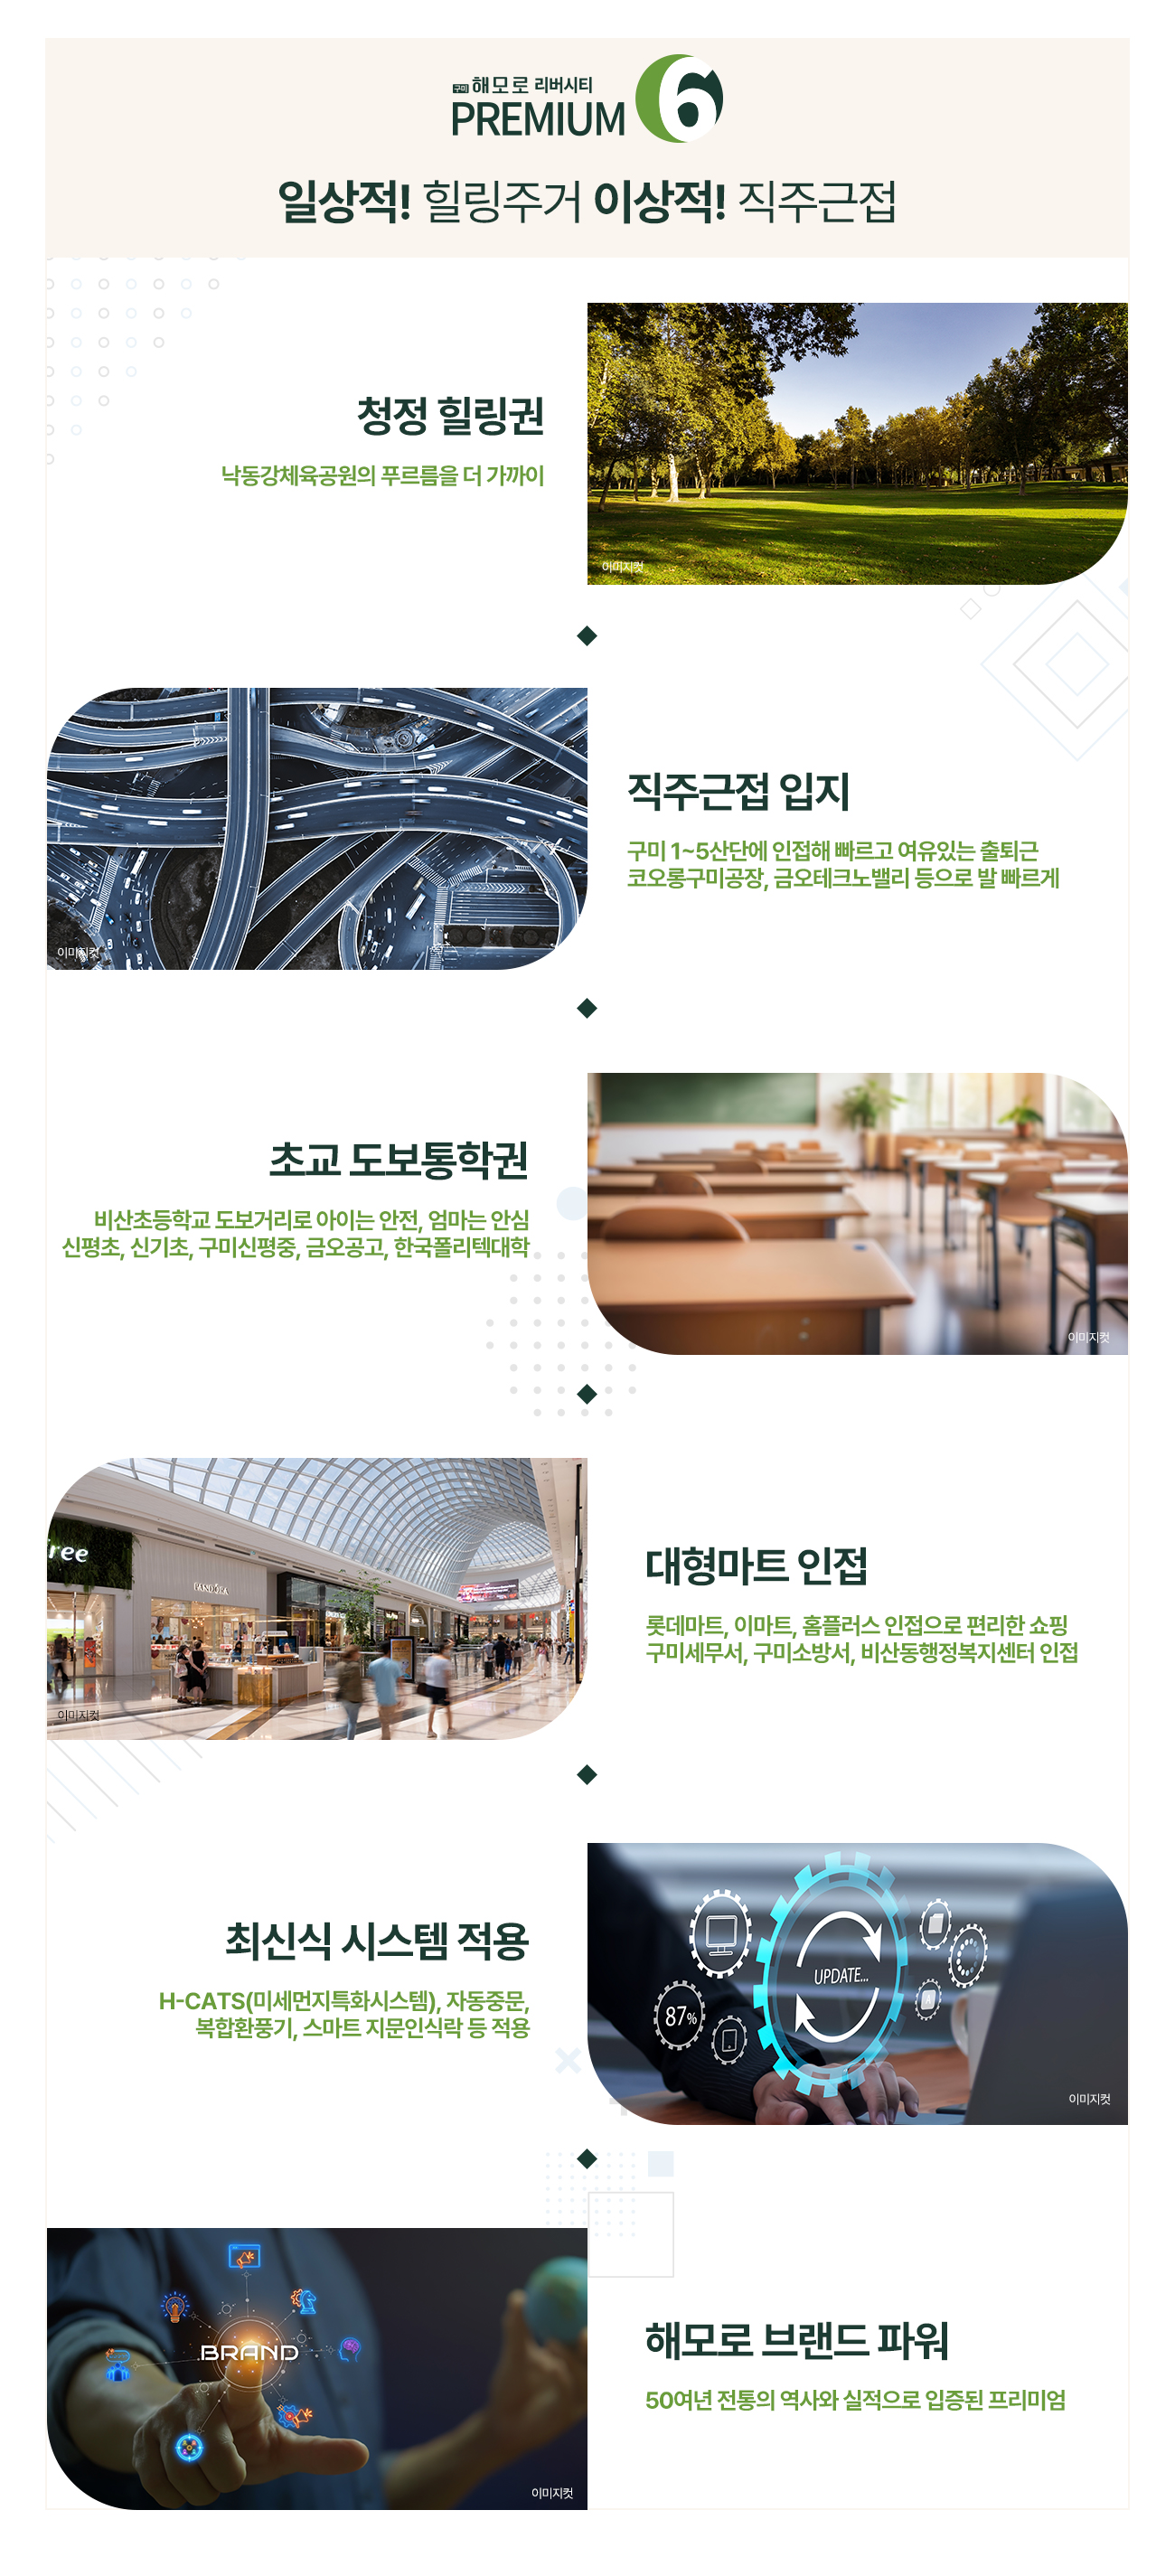 구미 해모로 리버시티
PREMIUM 6
일상적! 힐링주거 이상적! 직주근접
청정 힐링권
낙동강체육공원의 푸르름을 더 가까이
이미지컷
직주근접 입지
구미 1~5산단에 인접해 빠르고 여유있는 출퇴근
코오롱구미공장, 금오테크노밸리 등으로 발 빠르게
이미지컷
초교 도보통학권
비산초등학교 도보거리로 아이는 안전, 엄마는 안심
신평초, 신기초, 구미신평중, 금오공고, 한국폴리텍대학
이미지컷
ree
PANDORA
대형마트 인접
롯데마트, 이마트, 홈플러스 인접으로 편리한 쇼핑
구미세무서, 구미소방서, 비산동행정복지센터 인접
이미지컷
최신식 시스템 적용
H-CATS(미세먼지특화시스템), 자동중문,
복합환풍기, 스마트 지문인식락 등 적용
UPDATE...
87%
A
이미지컷
BRAND
해모로 브랜드 파워
50여년 전통의 역사와 실적으로 입증된 프리미엄
이미지컷